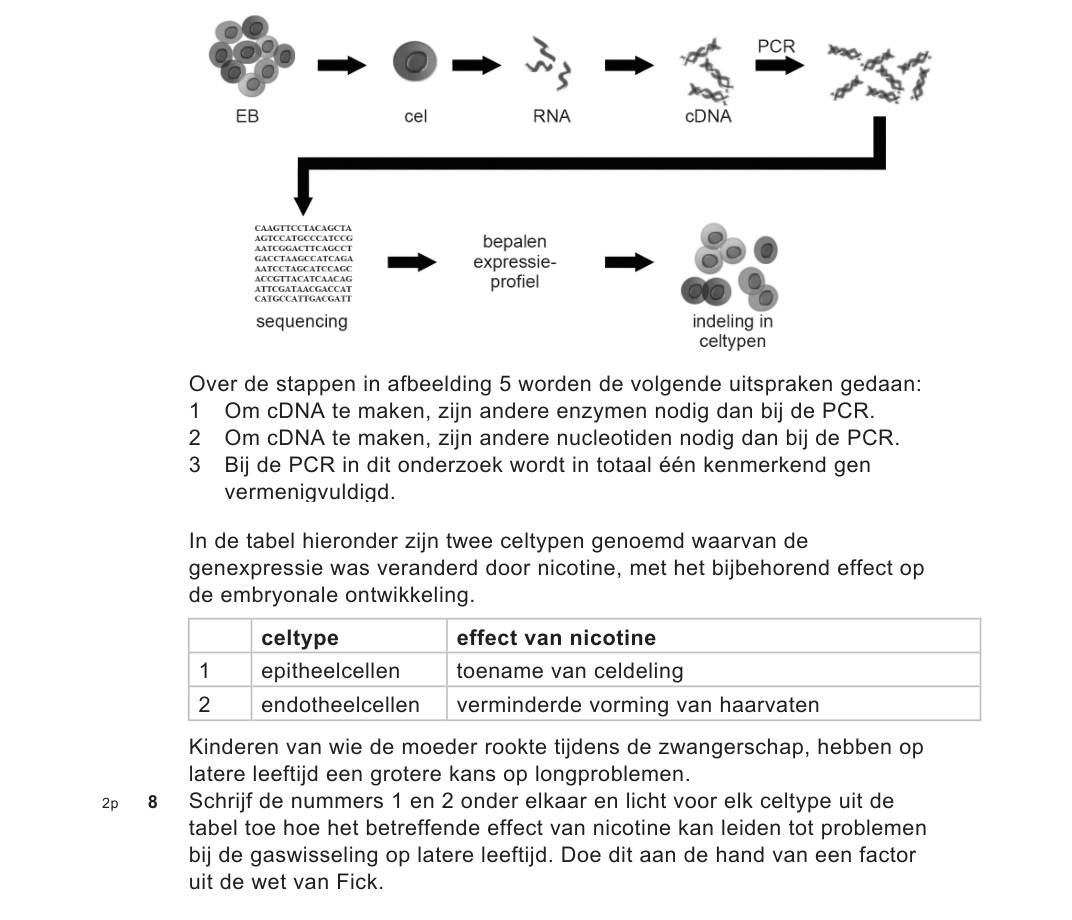 PCR
EB
cel
RNA
cDNA
CAAGTTCCTACAGCTA
AGTCCATGCCCATCCG
AATCGGACTTCAGCCT
GACCTAAGCCATCAGA
AATCCTAGCATCCAGC
ACCGTTACATCAACAG
ATTCGATAACGACCAT
CATGCCATTGACGATT
sequencing
bepalen
expressie-
profiel
indeling in
celtypen
Over de stappen in afbeelding 5 worden de volgende uitspraken gedaan:
1 Om cDNA te maken, zijn andere enzymen nodig dan bij de PCR.
2 Om cDNA te maken, zijn andere nucleotiden nodig dan bij de PCR.
3 Bij de PCR in dit onderzoek wordt in totaal één kenmerkend gen
vermenigvuldigd.
In de tabel hieronder zijn twee celtypen genoemd waarvan de
genexpressie was veranderd door nicotine, met het bijbehorend effect op
de embryonale ontwikkeling.
celtype effect van nicotine
1 epitheelcellen toename van celdeling
2 endotheelcellen verminderde vorming van haarvaten
Kinderen van wie de moeder rookte tijdens de zwangerschap, hebben op
latere leeftijd een grotere kans op longproblemen.
2p 8 Schrijf de nummers 1 en 2 onder elkaar en licht voor elk celtype uit de
tabel toe hoe het betreffende effect van nicotine kan leiden tot problemen
bij de gaswisseling op latere leeftijd. Doe dit aan de hand van een factor
uit de wet van Fick.